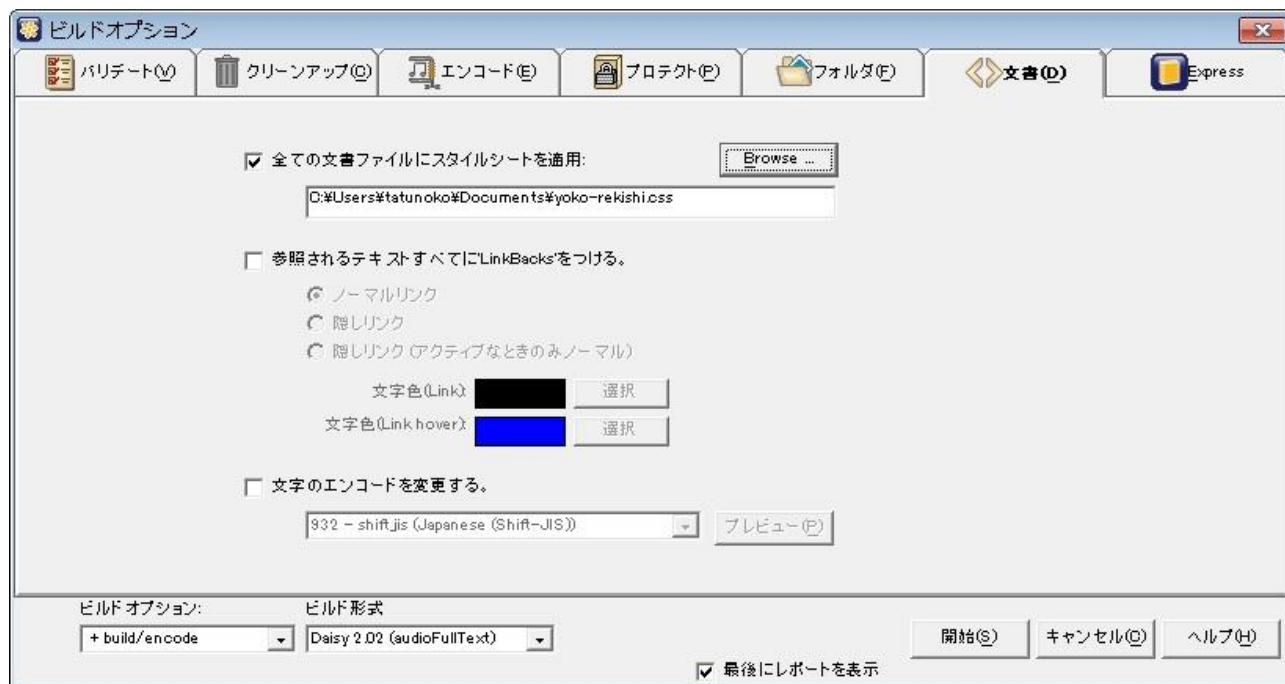 ビルドオプション
バリデート(V) クリーンアップ(C) エンコード(E) プロテクト(P) フォルダ(F) 文書(D) Express
全ての文書ファイルにスタイルシートを適用: Browse ...
C:¥Users¥tatunoko¥Documents¥yoko-rekishi.css
参照されるテキストすべてに'LinkBacks'をつける。
ノーマルリンク
隠しリンク
隠しリンク (アクティブなときのみノーマル)
文字色(Link): 選択
文字色(Link hover): 選択
文字のエンコードを変更する。
932 - shift_jis (Japanese (Shift-JIS)) プレビュー(P)
ビルドオプション: ビルド形式
+ build/encode Daisy 2.02 (audioFullText) 開始(S) キャンセル(C) ヘルプ(H)
最後にレポートを表示